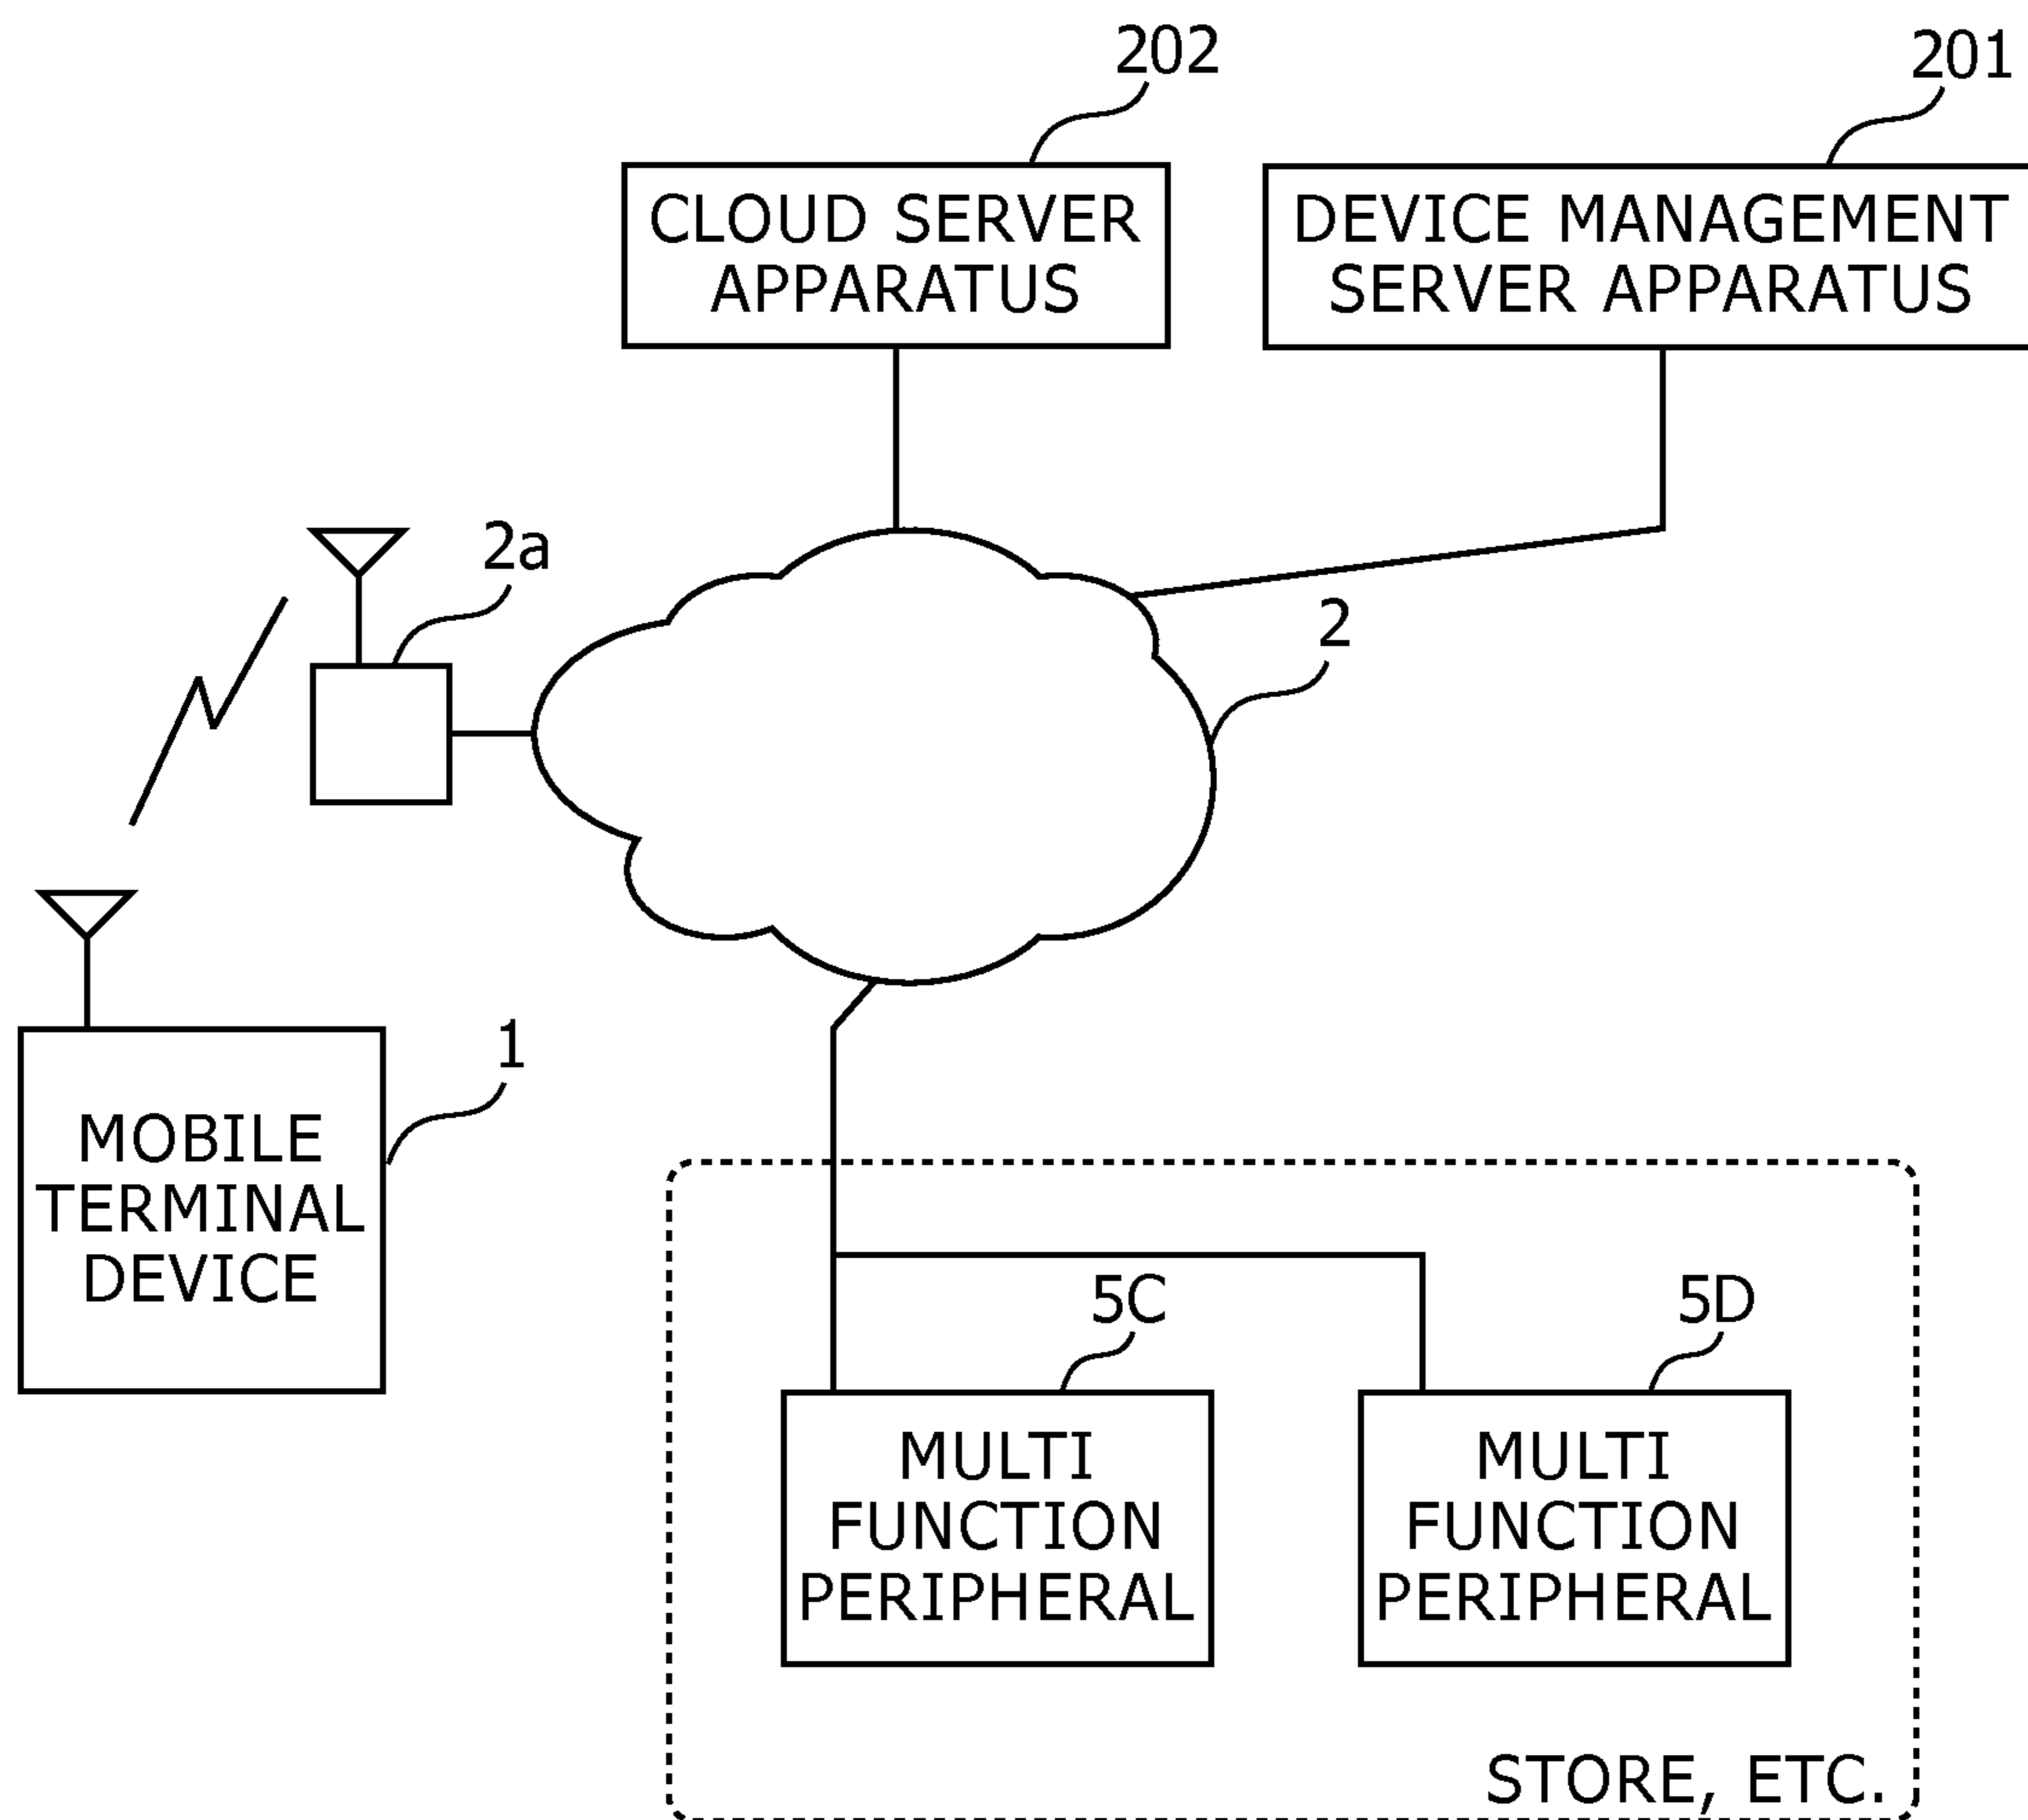 202
201
CLOUD SERVER
APPARATUS
DEVICE MANAGEMENT
SERVER APPARATUS
2a
2
1
MOBILE
TERMINAL
DEVICE
5C
5D
MULTI
FUNCTION
PERIPHERAL
MULTI
FUNCTION
PERIPHERAL
STORE, ETC.